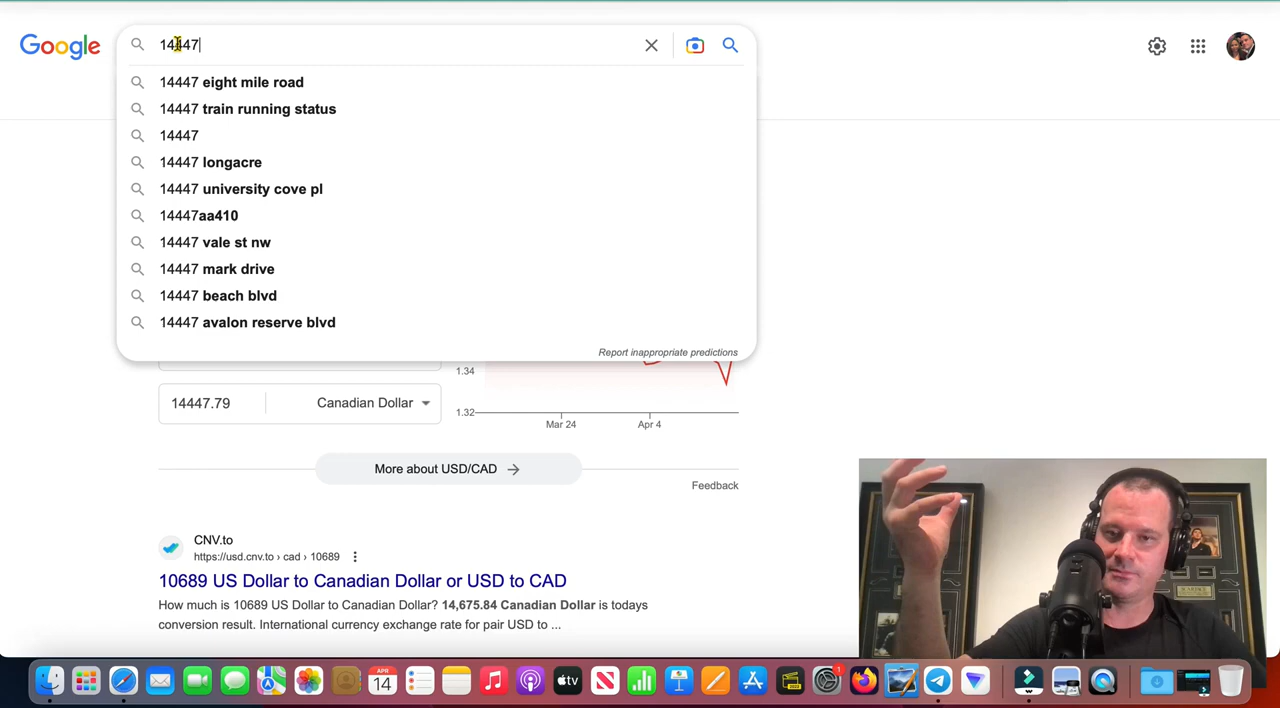 Google
14447
14447 eight mile road
14447 train running status
14447
14447 longacre
14447 university cove pl
14447aa410
14447 vale st nw
14447 mark drive
14447 beach blvd
14447 avalon reserve blvd
Report inappropriate predictions
1.34
14447.79 Canadian Dollar
1.32
Mar 24 Apr 4
More about USD/CAD
Feedback
CNV.to
https://usd.cnv.to › cad › 10689
10689 US Dollar to Canadian Dollar or USD to CAD
How much is 10689 US Dollar to Canadian Dollar? 14,675.84 Canadian Dollar is todays
conversion result. International currency exchange rate for pair USD to ...
APR
14
tv
1